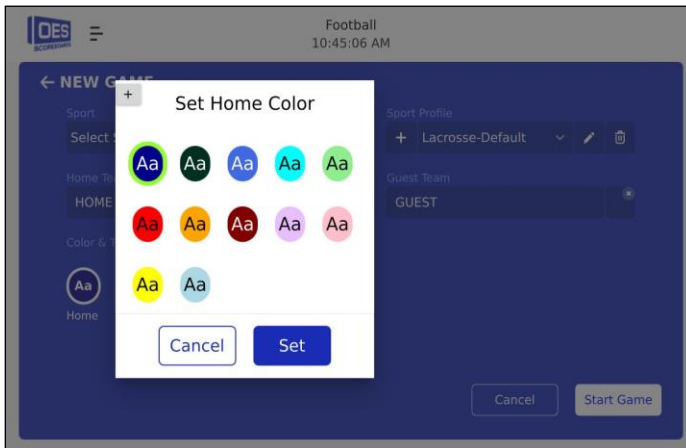 OES
SCOREBOARDS
Football
10:45:06 AM
← NEW GAME
Sport
Select S
Sport Profile
+ Lacrosse-Default
Home Te
HOME
Guest Team
GUEST
Color & T
Aa
Home
+
Set Home Color
Aa Aa Aa Aa Aa
Aa Aa Aa Aa Aa
Aa Aa
Cancel Set
Cancel Start Game